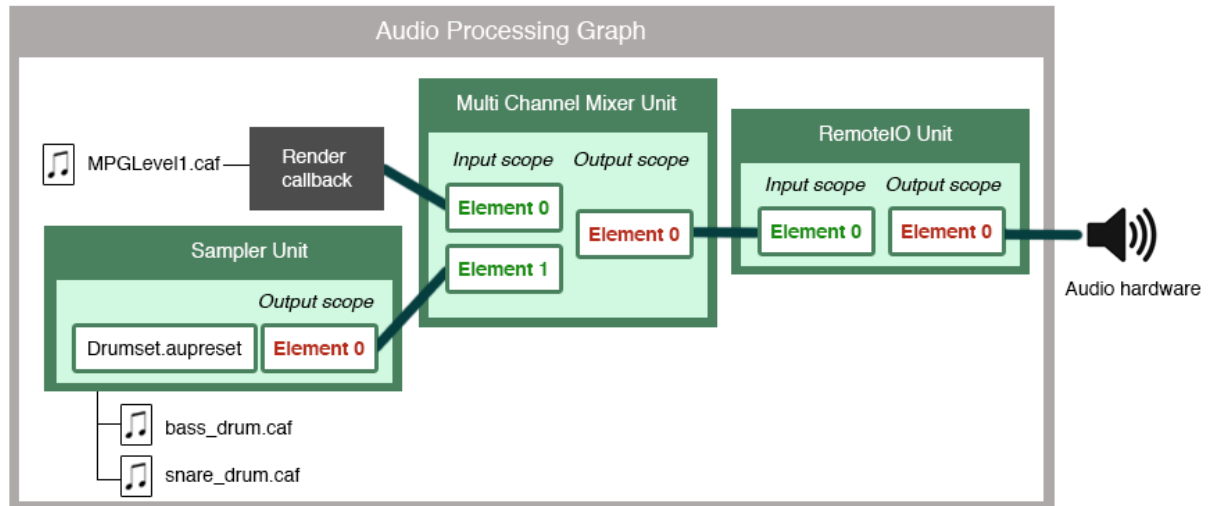 Audio Processing Graph
MPGLevel1.caf
Render
callback
Multi Channel Mixer Unit
Input scope
Output scope
Element 0
Element 1
Element 0
RemoteIO Unit
Input scope
Output scope
Element 0
Element 0
Audio hardware
Sampler Unit
Output scope
Drumset.aupreset
Element 0
bass_drum.caf
snare_drum.caf